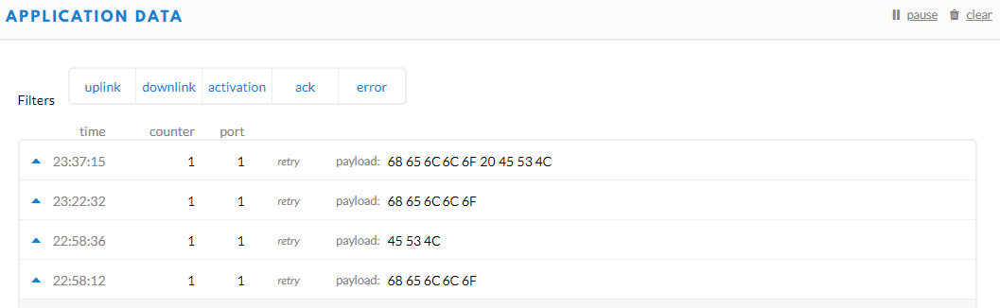 APPLICATION DATA pause clear
uplink downlink activation ack error
Filters
time counter port
23:37:15 1 1 retry payload: 68 65 6C 6C 6F 20 45 53 4C
23:22:32 1 1 retry payload: 68 65 6C 6C 6F
22:58:36 1 1 retry payload: 45 53 4C
22:58:12 1 1 retry payload: 68 65 6C 6C 6F